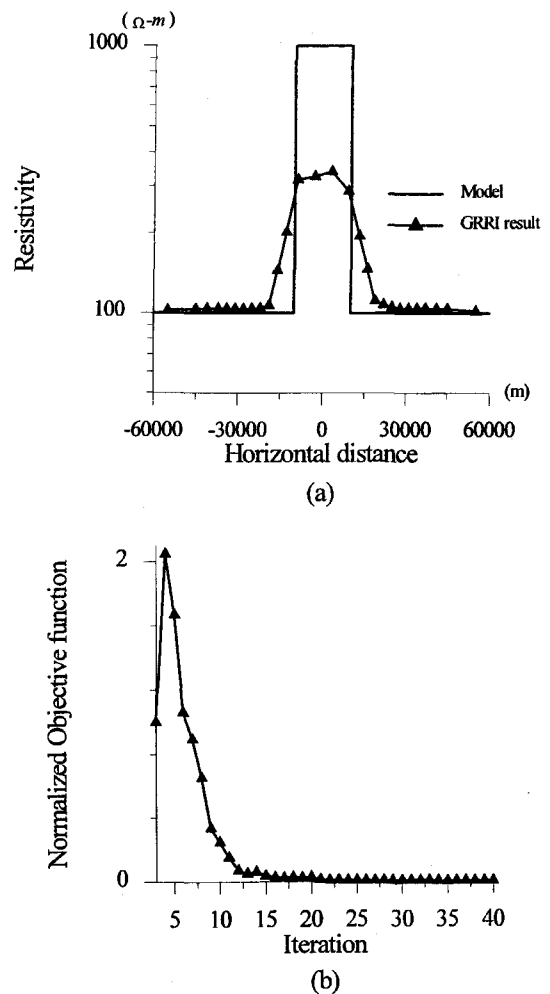 (Ω-m)
1000
100
Resistivity
Model
GRRI result
(m)
-60000 -30000 0 30000 60000
Horizontal distance
(a)
2
0
Normalized Objective function
5 10 15 20 25 30 35 40
Iteration
(b)